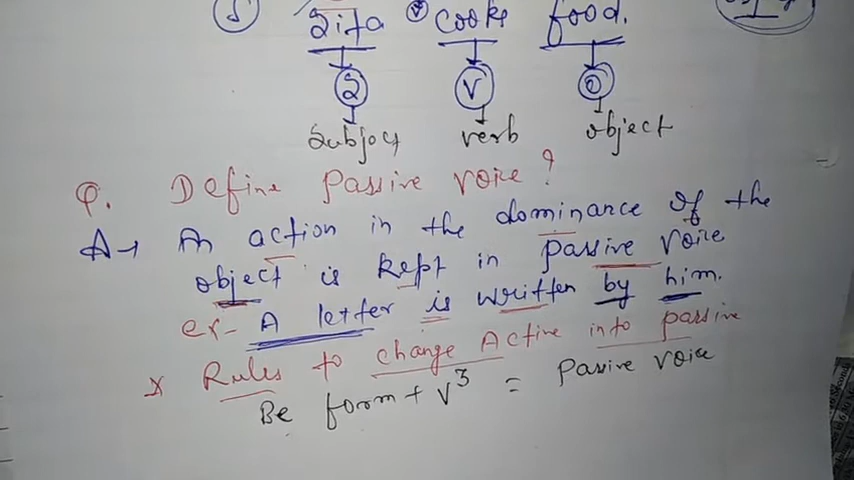 Sita cooks food.
S V O
Subject verb object
Q. Define Passive voice?
A→ An action in the dominance of the
object is kept in passive voice
ex- A letter is written by him.
x Rules to change Active into passive
Be form + V³ = Passive voice